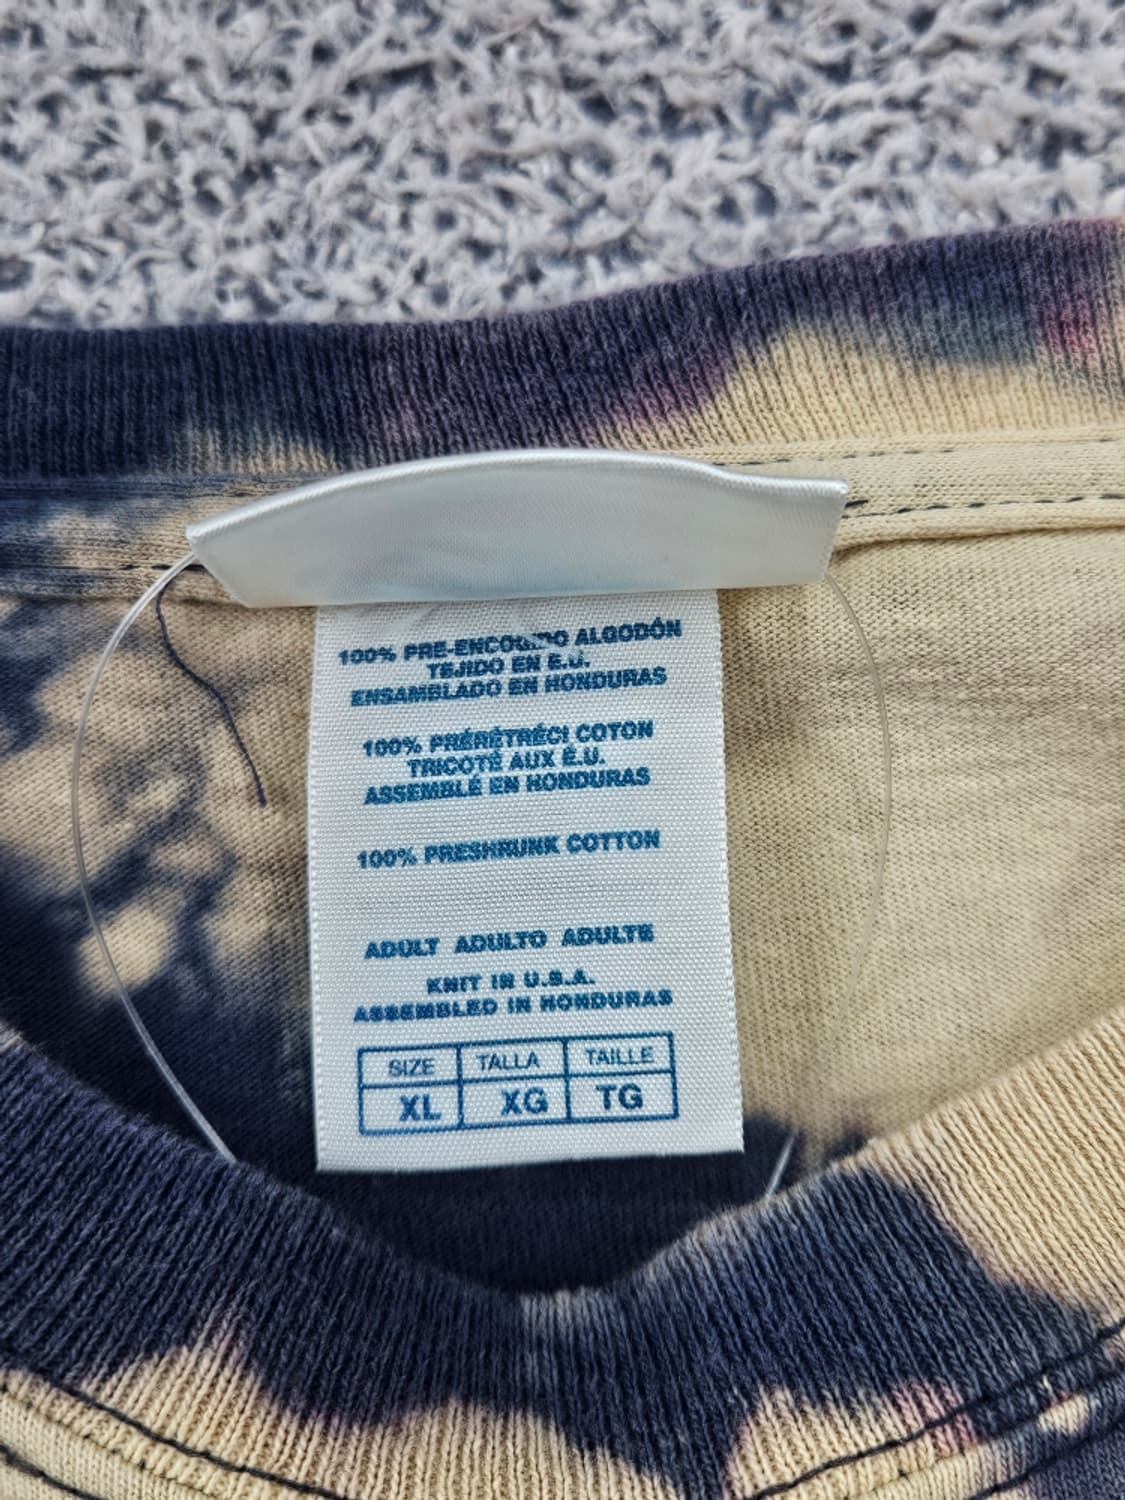 100% PRE-ENCOGIDO ALGODÓN
TEJIDO EN E.U.
ENSAMBLADO EN HONDURAS
100% PRÉRÉTRÉCI COTON
TRICOTÉ AUX É.U.
ASSEMBLÉ EN HONDURAS
100% PRESHRUNK COTTON
ADULT ADULTO ADULTE
KNIT IN U.S.A.
ASSEMBLED IN HONDURAS
SIZE TALLA TAILLE
XL XG TG